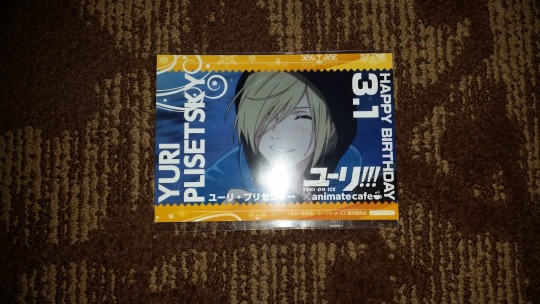 YURI
PLISETSKY
HAPPY BIRTHDAY
3.1
ユーリ!!!
YURI ON ICE
×animatecafe
ユーリ・プリセツキー